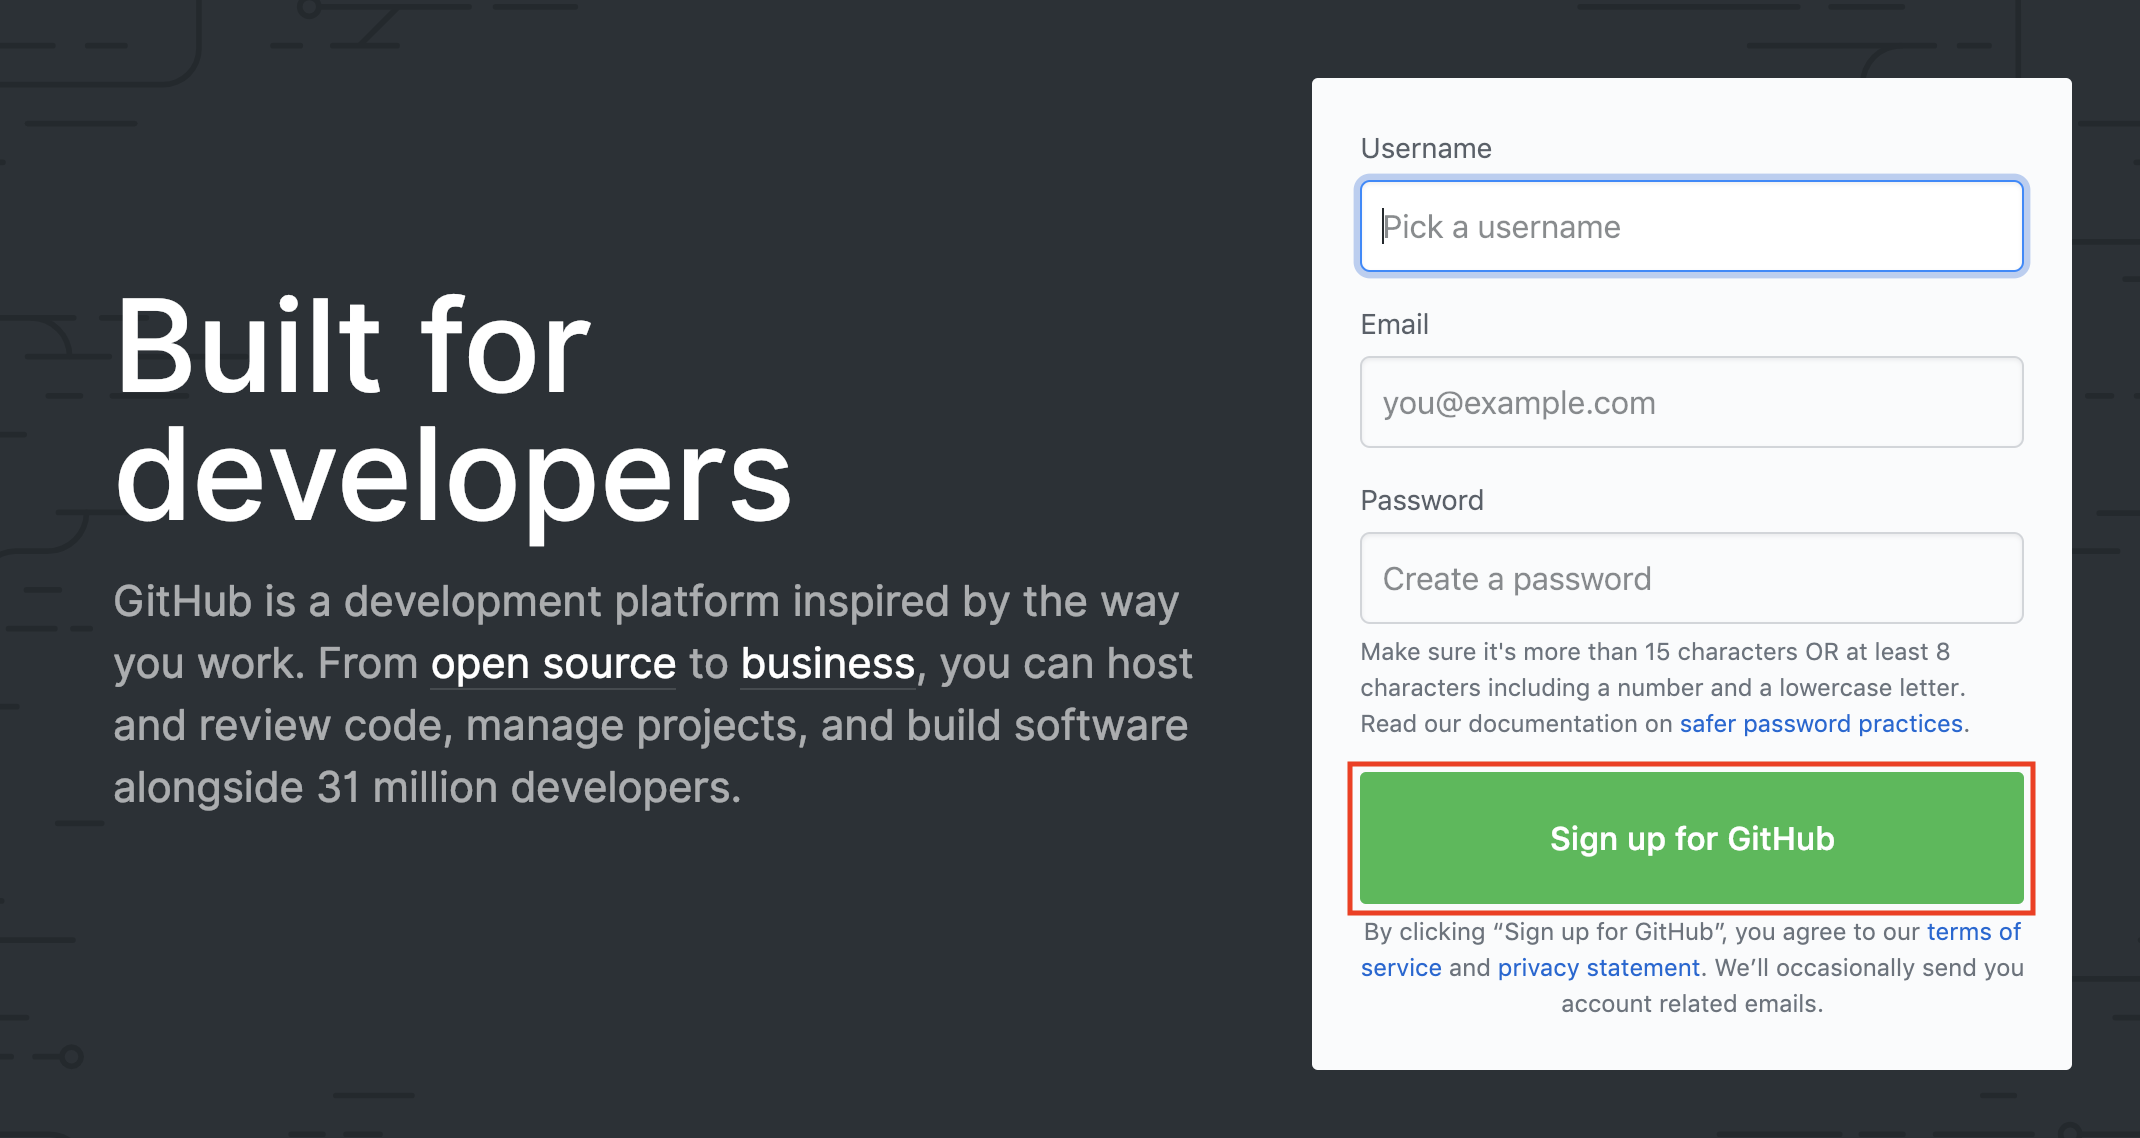 Built for
developers
GitHub is a development platform inspired by the way
you work. From open source to business, you can host
and review code, manage projects, and build software
alongside 31 million developers.
Username
Pick a username
Email
you@example.com
Password
Create a password
Make sure it's more than 15 characters OR at least 8
characters including a number and a lowercase letter.
Read our documentation on safer password practices.
Sign up for GitHub
By clicking “Sign up for GitHub”, you agree to our terms of
service and privacy statement. We’ll occasionally send you
account related emails.